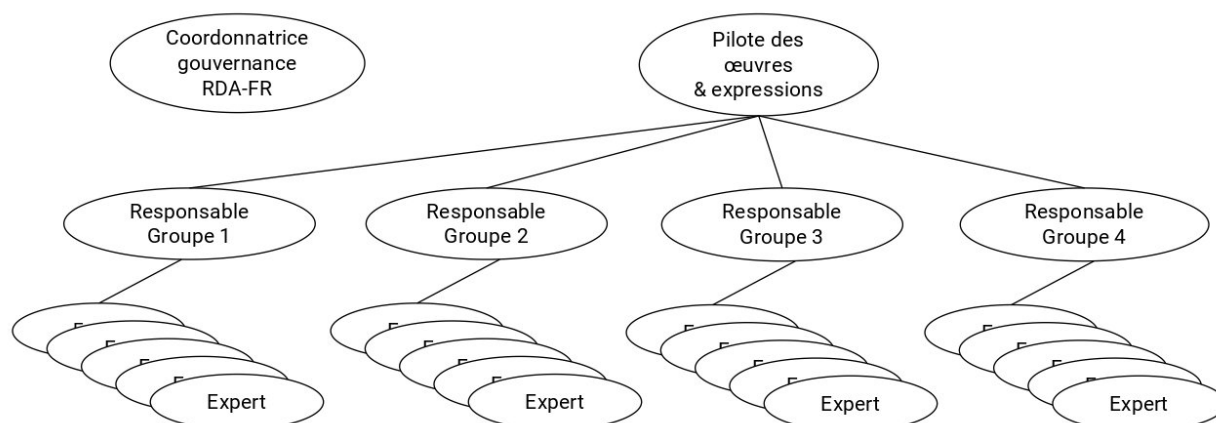 Coordonnatrice
gouvernance
RDA-FR
Pilote des
œuvres
& expressions
Responsable
Groupe 1
Responsable
Groupe 2
Responsable
Groupe 3
Responsable
Groupe 4
Expert
Expert
Expert
Expert